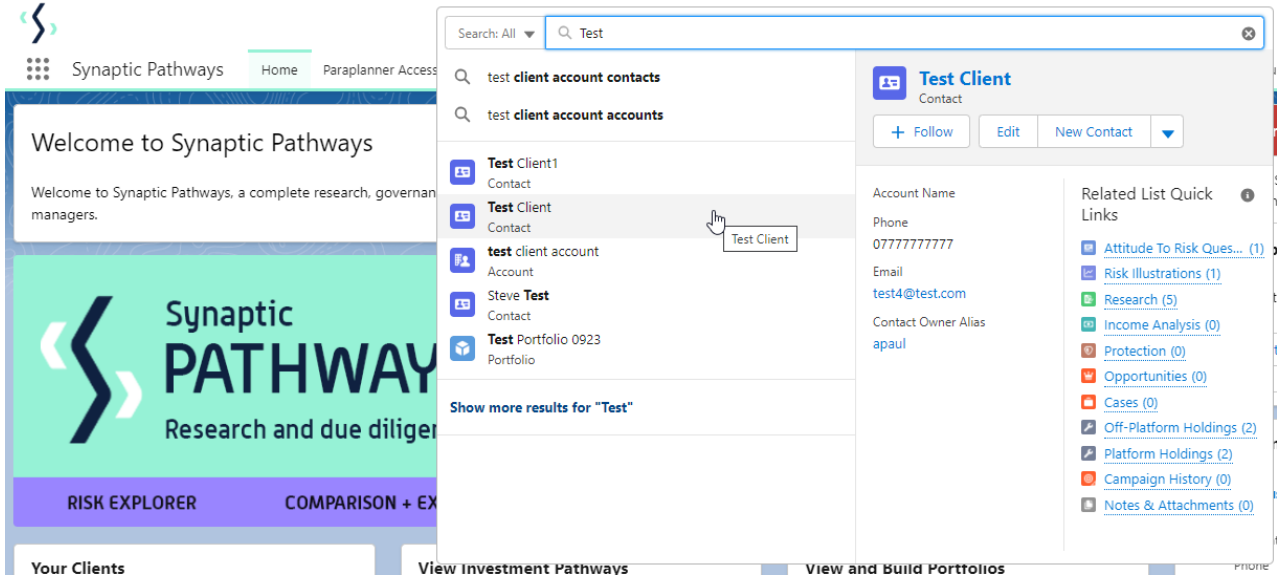 Search: All
Test
Synaptic Pathways
Home
Paraplanner Access
test client account contacts
test client account accounts
Test Client1
Contact
Test Client
Contact
Test Client
test client account
Account
Steve Test
Contact
Test Portfolio 0923
Portfolio
Show more results for "Test"
Test Client
Contact
+ Follow
Edit
New Contact
Account Name
Phone
07777777777
Email
test4@test.com
Contact Owner Alias
apaul
Related List Quick
Links
Attitude To Risk Ques... (1)
Risk Illustrations (1)
Research (5)
Income Analysis (0)
Protection (0)
Opportunities (0)
Cases (0)
Off-Platform Holdings (2)
Platform Holdings (2)
Campaign History (0)
Notes & Attachments (0)
Welcome to Synaptic Pathways
Welcome to Synaptic Pathways, a complete research, governan
managers.
Synaptic
PATHWAY
Research and due diliger
RISK EXPLORER
COMPARISON + EX
Your Clients
View Investment Pathways
View and Build Portfolios
Phone